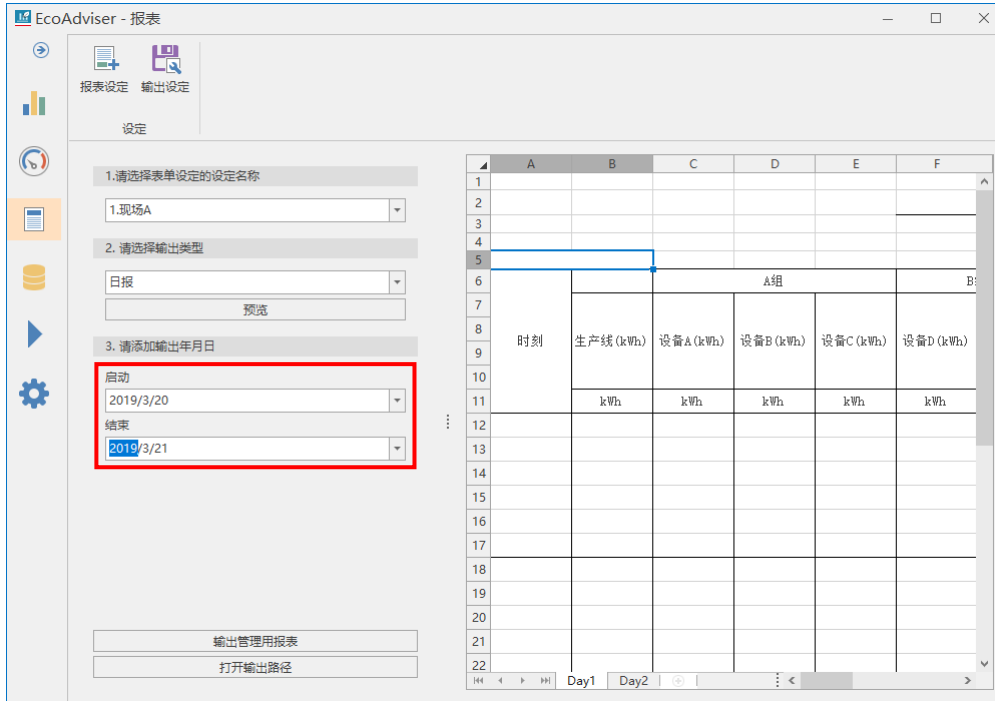 EcoAdviser - 报表
报表设定 输出设定
设定
1.请选择表单设定的设定名称
1.现场A
2. 请选择输出类型
日报
预览
3. 请添加输出年月日
启动
2019/3/20
结束
2019/3/21
输出管理用报表
打开输出路径
A B C D E F
1
2
3
4
5
6 A组 B
7
8 时刻 生产线(kWh) 设备A(kWh) 设备B(kWh) 设备C(kWh) 设备D(kWh)
9
10
11 kWh kWh kWh kWh kWh
12
13
14
15
16
17
18
19
20
21
22
Day1 Day2